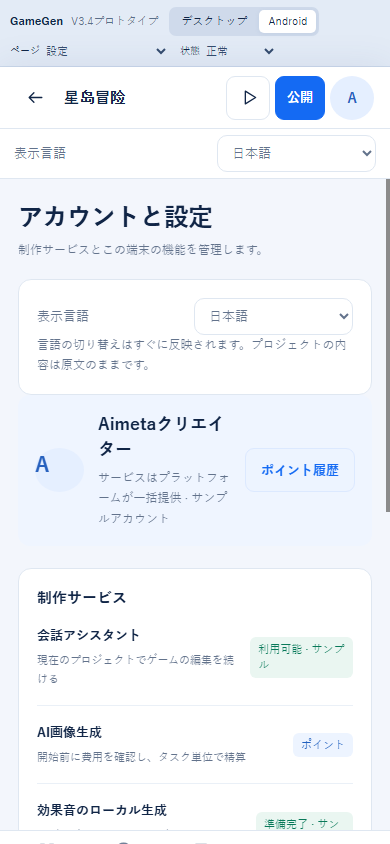 GameGen V3.4プロトタイプ デスクトップ Android
ページ 設定 状態 正常
星岛冒险 公開 A
表示言語 日本語
アカウントと設定
制作サービスとこの端末の機能を管理します。
表示言語 日本語
言語の切り替えはすぐに反映されます。プロジェクトの内
容は原文のままです。
A
Aimetaクリエイ
ター
サービスはプラットフォ
ームが一括提供 · サンプ
ルアカウント
ポイント履歴
制作サービス
会話アシスタント
現在のプロジェクトでゲームの編集を続
ける
利用可能 · サンプ
ル
AI画像生成
開始前に費用を確認し、タスク単位で精算
ポイント
効果音のローカル生成
準備完了 · サン